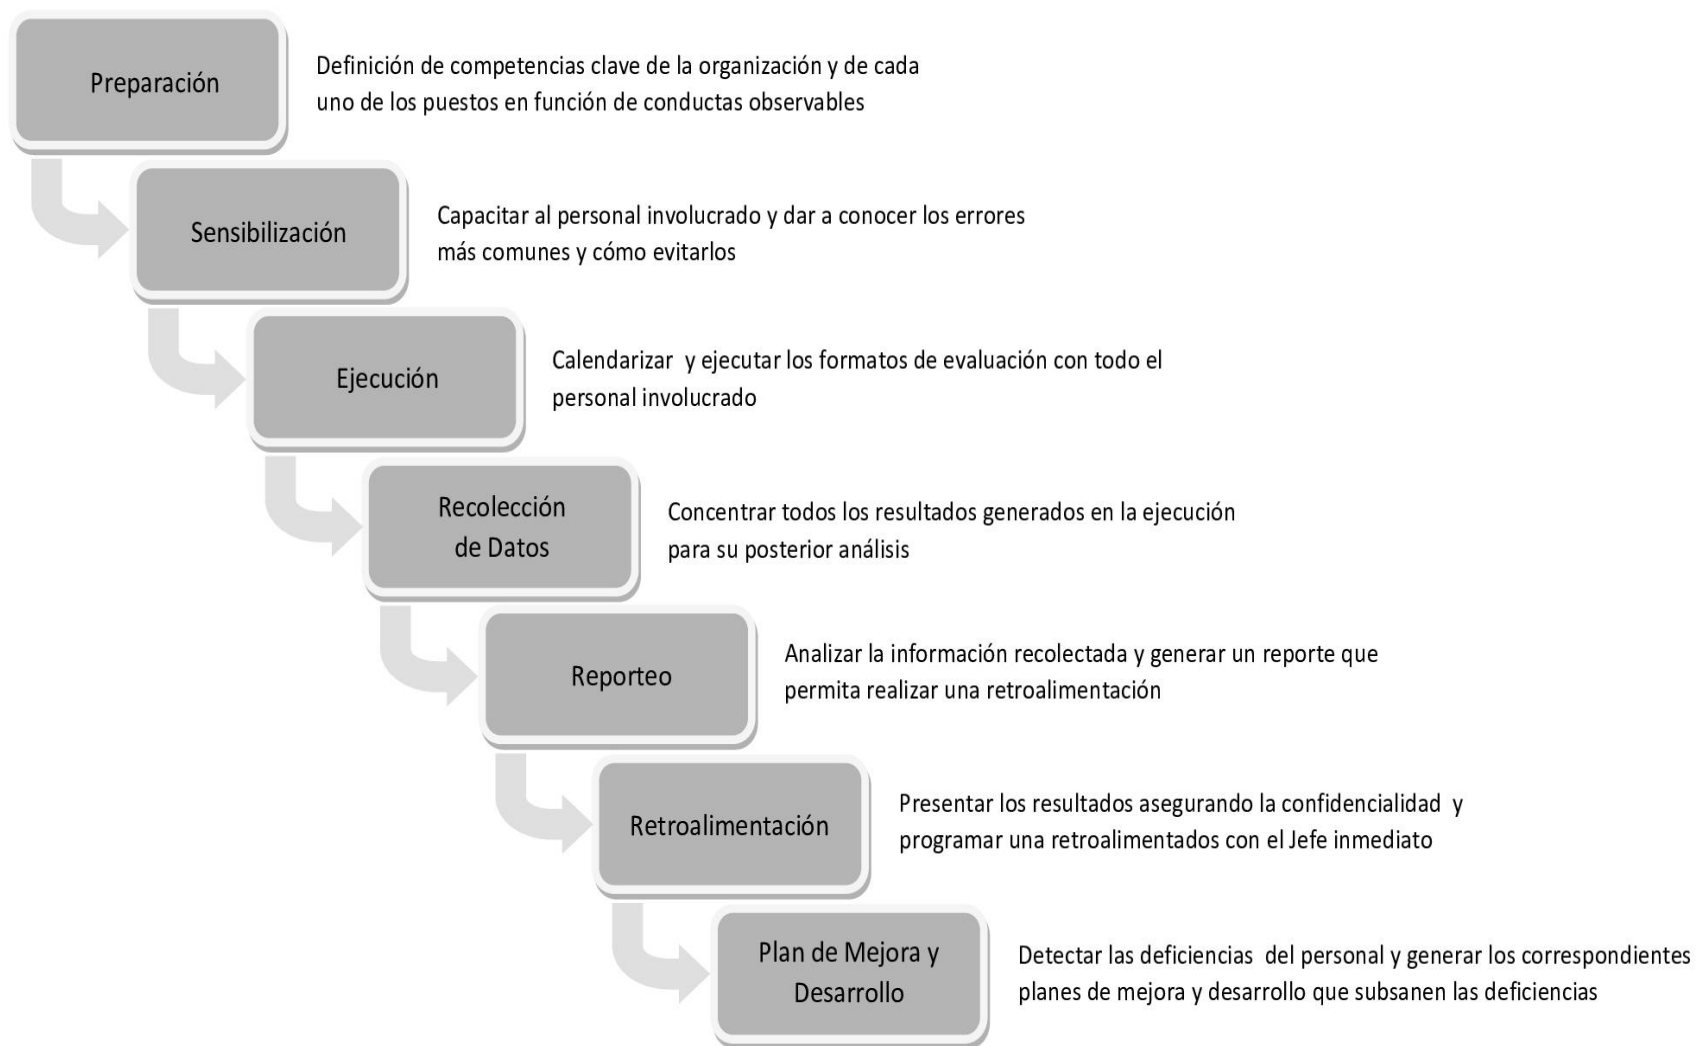 Preparación
Definición de competencias clave de la organización y de cada
uno de los puestos en función de conductas observables
Sensibilización
Capacitar al personal involucrado y dar a conocer los errores
más comunes y cómo evitarlos
Ejecución
Calendarizar y ejecutar los formatos de evaluación con todo el
personal involucrado
Recolección
de Datos
Concentrar todos los resultados generados en la ejecución
para su posterior análisis
Reporteo
Analizar la información recolectada y generar un reporte que
permita realizar una retroalimentación
Retroalimentación
Presentar los resultados asegurando la confidencialidad y
programar una retroalimentados con el Jefe inmediato
Plan de Mejora y
Desarrollo
Detectar las deficiencias del personal y generar los correspondientes
planes de mejora y desarrollo que subsanen las deficiencias